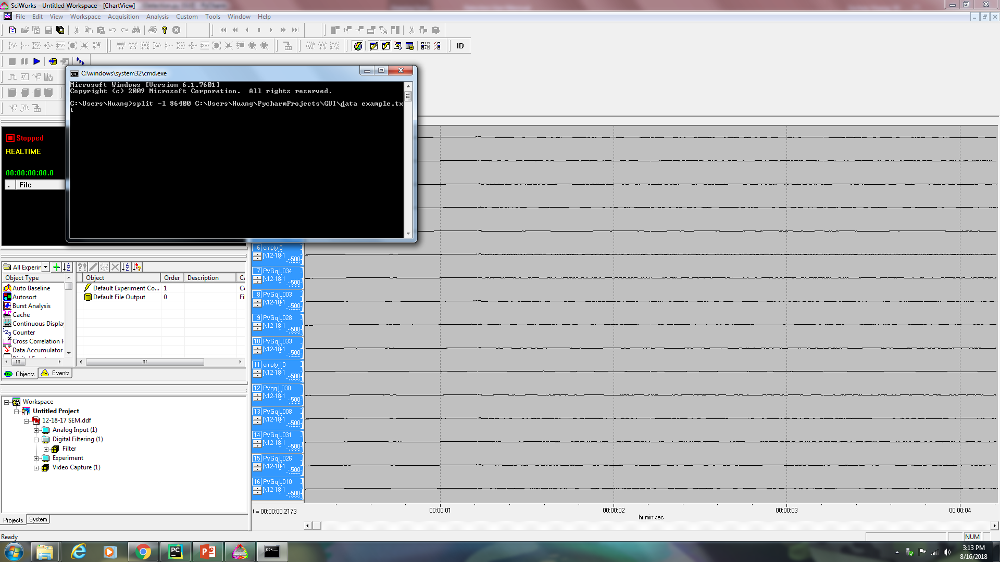 SciWorks - Untitled Workspace - [ChartView]
File Edit View Workspace Acquisition Analysis Custom Tools Window Help
ID
C:\windows\system32\cmd.exe
Microsoft Windows [Version 6.1.7601]
Copyright (c) 2009 Microsoft Corporation. All rights reserved.
C:\Users\Huang>split -l 86400 C:\Users\Huang\PycharmProjects\GUI\data example.tx
t
Stopped
REALTIME
00:00:00:00.0
. File
All Experir
Object Type
Auto Baseline
Autosort
Burst Analysis
Cache
Continuous Display
Counter
Cross Correlation H
Data Accumulator
Object Order Description
Default Experiment Co... 1
Default File Output 0 Fi
Objects Events
Workspace
Untitled Project
12-18-17 SEM.ddf
Analog Input (1)
Digital Filtering (1)
Filter
Experiment
Video Capture (1)
Projects System
6 empty 5
[\12-18-1 -500
7 PVGq L034
[\12-18-1 -500
8 PVGq L003
[\12-18-1 -500
9 PVGq L028
[\12-18-1 -500
10 PVGq L033
[\12-18-1 -500
11 empty 10
[\12-18-1 -500
12 PVgq L030
[\12-18-1 -500
13 PVGq L008
[\12-18-1 -500
14 PVGq L031
[\12-18-1 -500
15 PVGq L026
[\12-18-1 -500
16 PVGq L010
[\12-18-1 -500
t = 00:00:00.2173
00:00:01 00:00:02 00:00:03 00:00:04
hr:min:sec
Ready
NUM
3:13 PM
8/16/2018